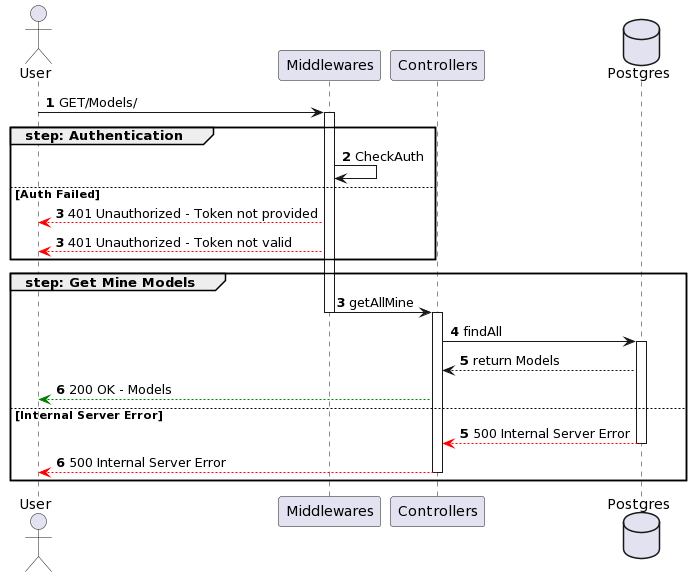 User
Middlewares
Controllers
Postgres
1 GET/Models/
step: Authentication
2 CheckAuth
[Auth Failed]
3 401 Unauthorized - Token not provided
3 401 Unauthorized - Token not valid
step: Get Mine Models
3 getAllMine
4 findAll
5 return Models
6 200 OK - Models
[Internal Server Error]
5 500 Internal Server Error
6 500 Internal Server Error
User
Middlewares
Controllers
Postgres